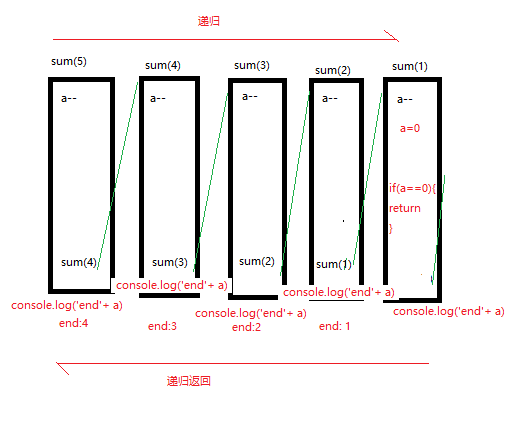 递归
sum(5) sum(4) sum(3) sum(2) sum(1)
a-- a-- a-- a-- a--
a=0
if(a==0){
return
}
sum(4) sum(3) sum(2) sum(1)
console.log('end'+ a) console.log('end'+ a)
console.log('end'+ a) console.log('end'+ a) console.log('end'+ a)
end:4 end:3 end:2 end: 1
递归返回